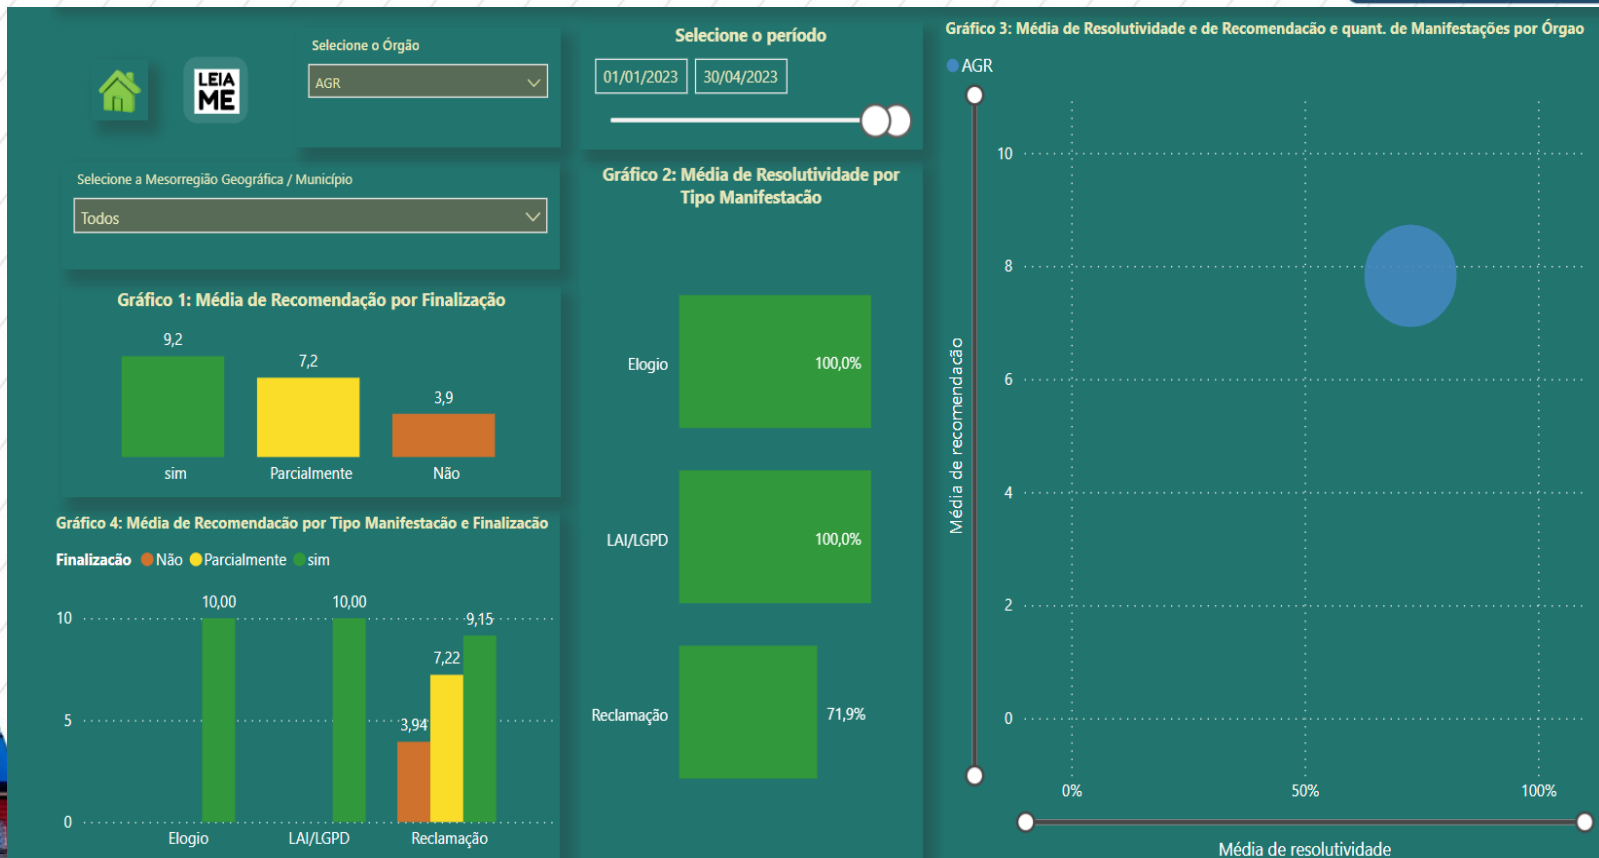 LEIA
ME
Selecione o Órgão
AGR
Selecione o período
01/01/2023
30/04/2023
Selecione a Mesorregião Geográfica / Município
Todos
Gráfico 1: Média de Recomendação por Finalização
9,2
7,2
3,9
sim
Parcialmente
Não
Gráfico 4: Média de Recomendacão por Tipo Manifestacão e Finalizacão
Finalizacão
Não
Parcialmente
sim
10,00
10,00
10
9,15
7,22
5
3,94
0
Elogio
LAI/LGPD
Reclamação
Gráfico 2: Média de Resolutividade por
Tipo Manifestacão
Elogio
100,0%
LAI/LGPD
100,0%
Reclamação
71,9%
Gráfico 3: Média de Resolutividade e de Recomendacão e quant. de Manifestações por Órgao
AGR
10
8
6
4
2
0
Média de recomendacão
0%
50%
100%
Média de resolutividade